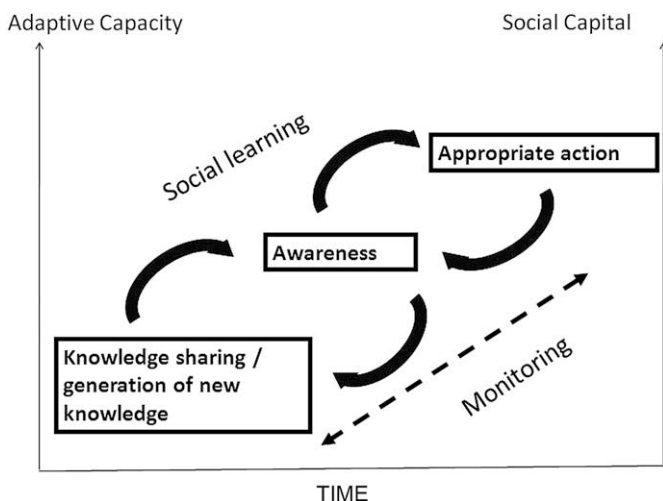 Adaptive Capacity
Social Capital
Social learning
Appropriate action
Awareness
Knowledge sharing /
generation of new
knowledge
Monitoring
TIME